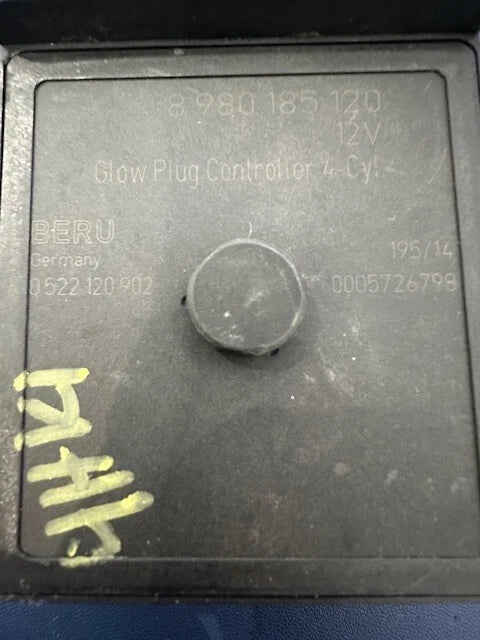 8 980 185 120
12V
Glow Plug Controller 4-Cyl.
BERU
Germany
195/14
0 522 120 902
0005726798